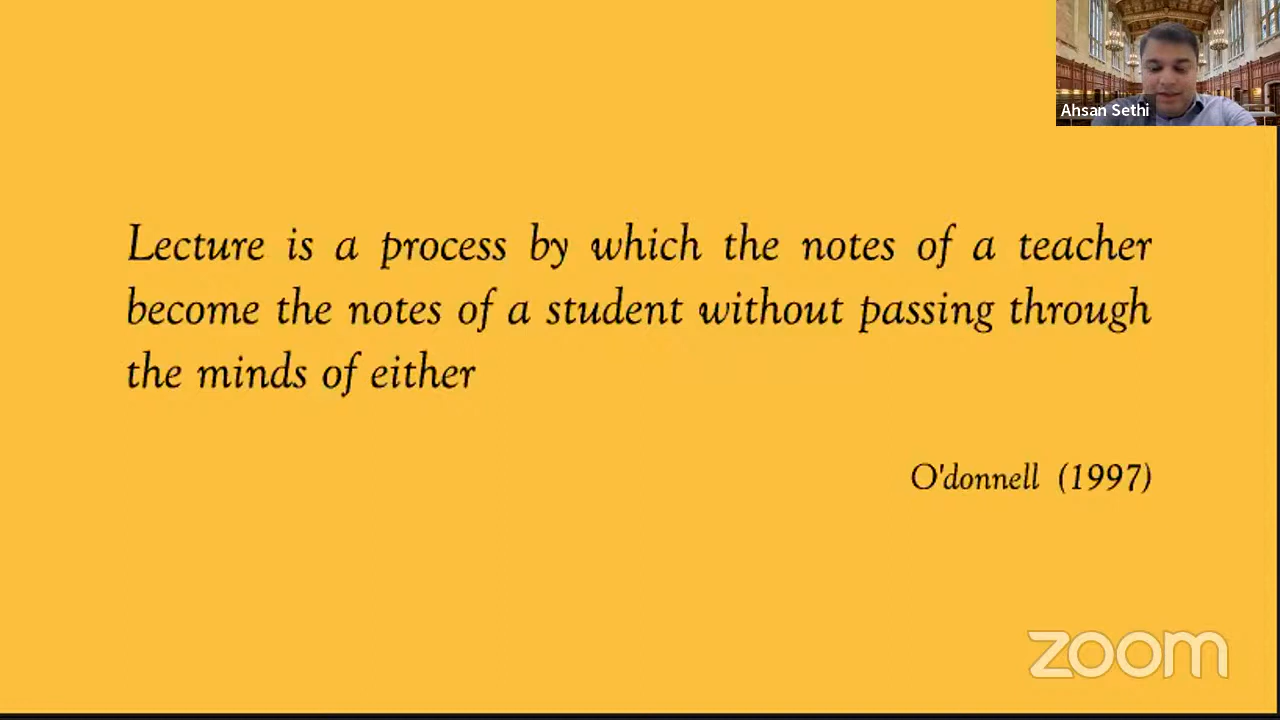 Ahsan Sethi
Lecture is a process by which the notes of a teacher
become the notes of a student without passing through
the minds of either
O'donnell (1997)
zoom